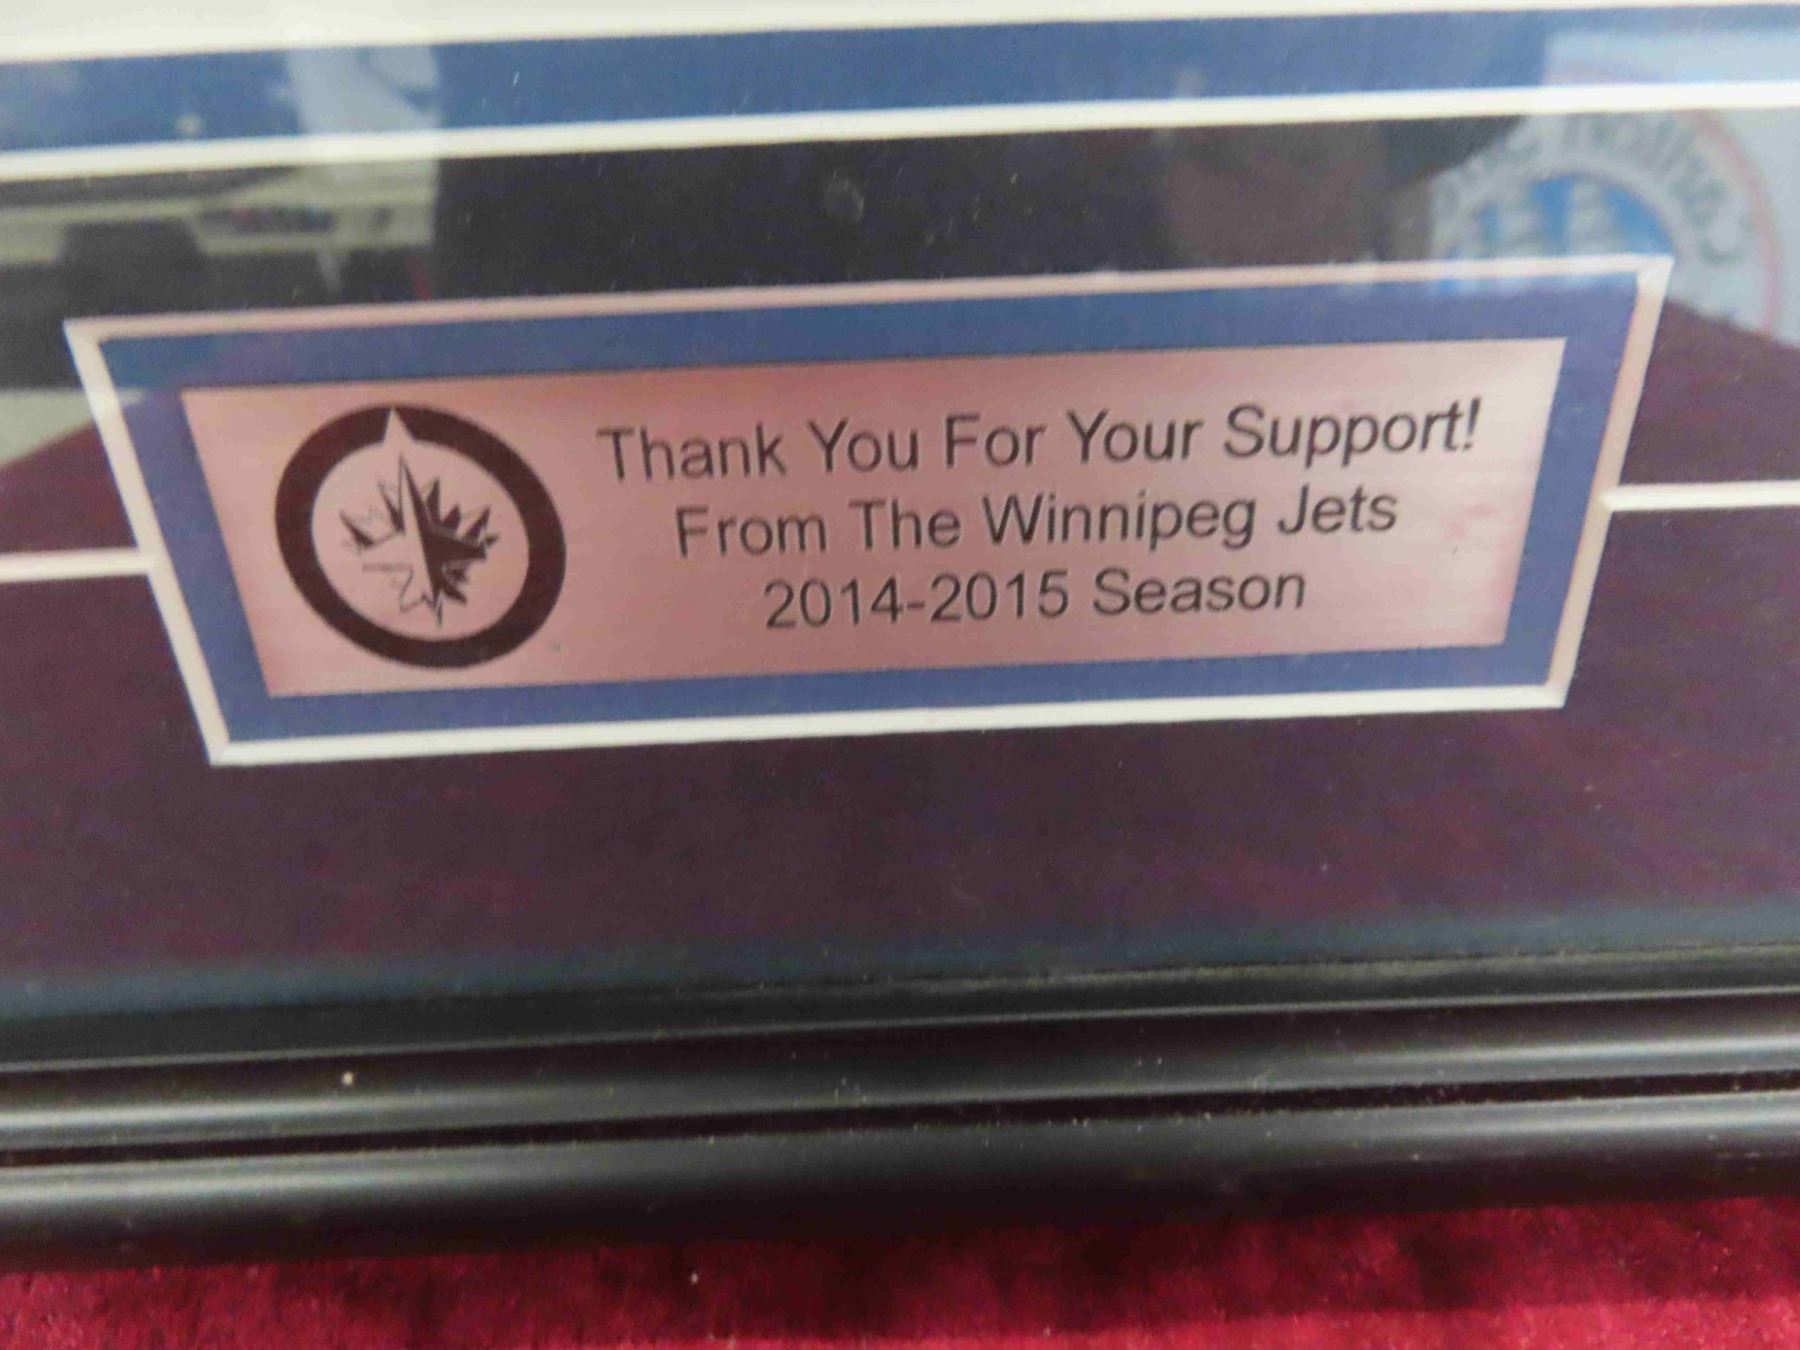 Thank You For Your Support!
From The Winnipeg Jets
2014-2015 Season